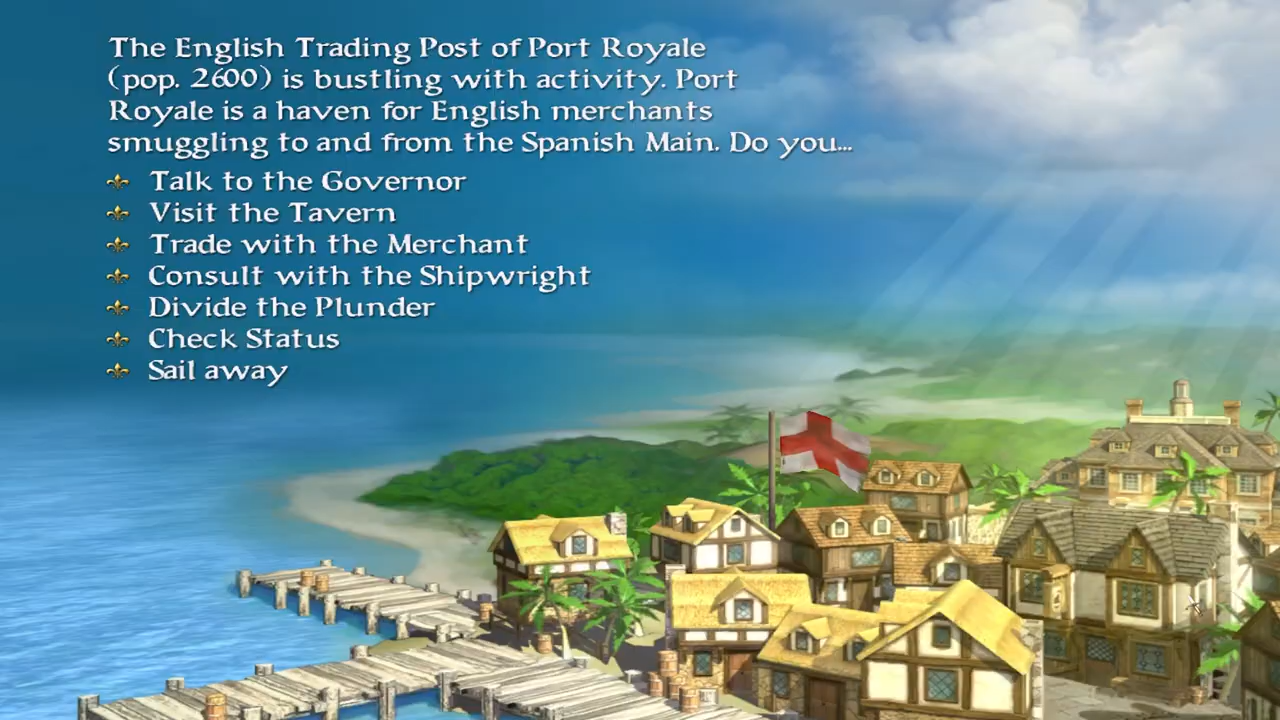 The English Trading Post of Port Royale
(pop. 2600) is bustling with activity. Port
Royale is a haven for English merchants
smuggling to and from the Spanish Main. Do you...
Talk to the Governor
Visit the Tavern
Trade with the Merchant
Consult with the Shipwright
Divide the Plunder
Check Status
Sail away